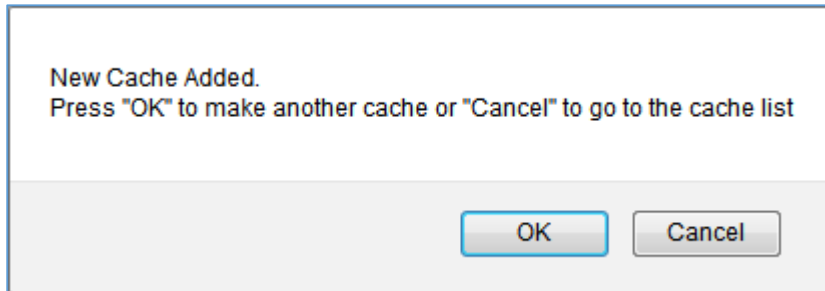 New Cache Added.
Press "OK" to make another cache or "Cancel" to go to the cache list
OK
Cancel